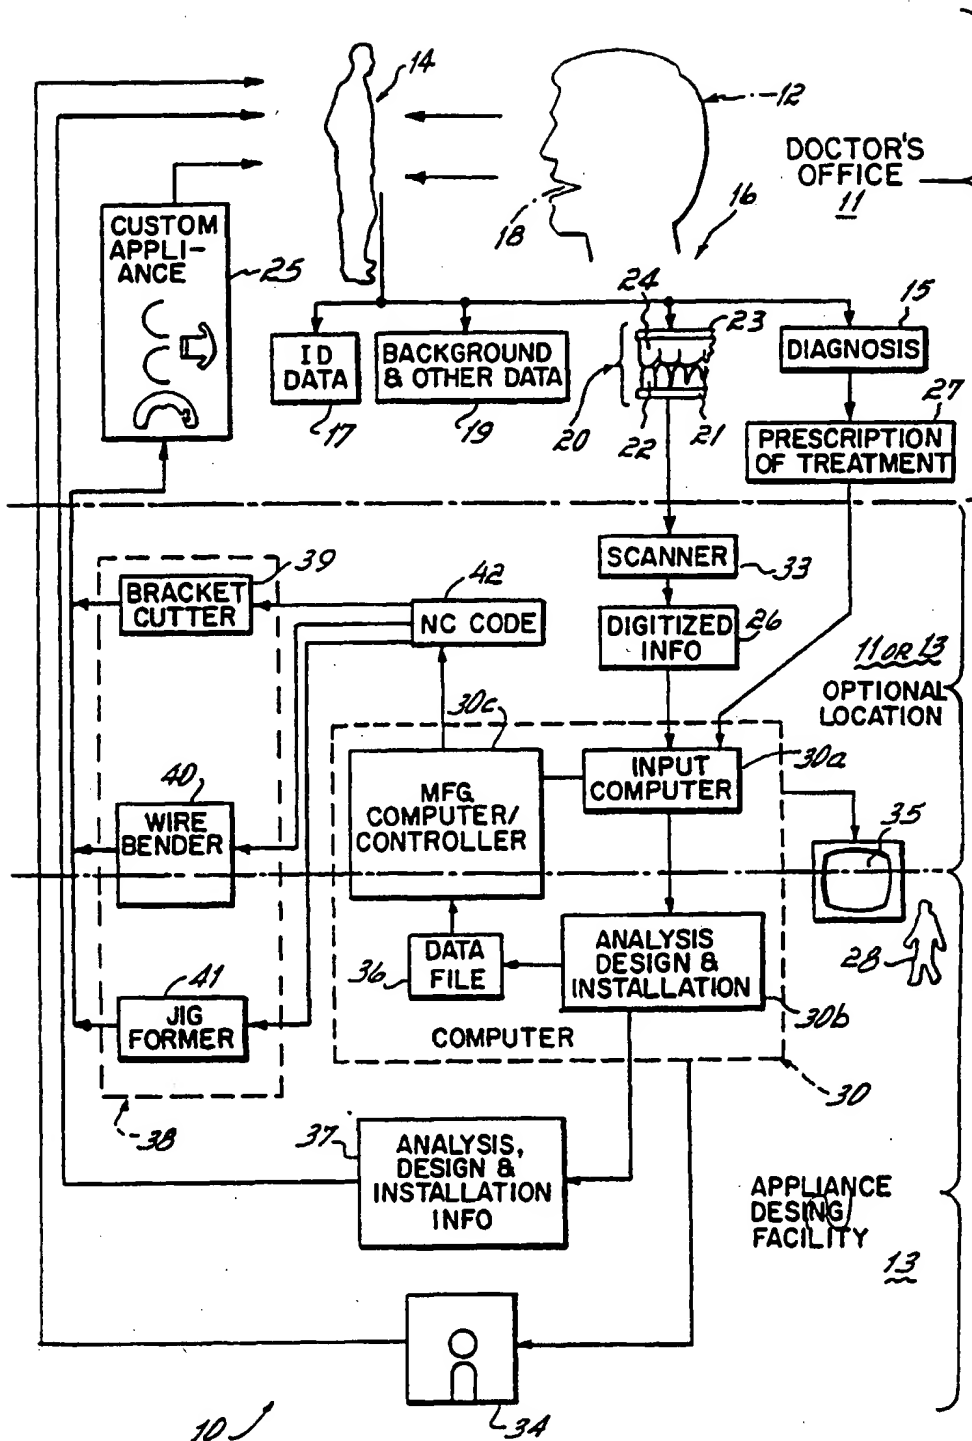 14
12
DOCTOR'S
OFFICE
11
18
16
CUSTOM
APPLI-
ANCE
25
24
23
15
ID
DATA
BACKGROUND
& OTHER DATA
DIAGNOSIS
17
19
20
22
21
27
PRESCRIPTION
OF TREATMENT
SCANNER
33
39
BRACKET
CUTTER
42
NC CODE
DIGITIZED
INFO
26
11 OR 13
OPTIONAL
LOCATION
30c
MFG.
COMPUTER/
CONTROLLER
INPUT
COMPUTER
30a
40
WIRE
BENDER
35
DATA
FILE
36
ANALYSIS
DESIGN &
INSTALLATION
30b
28
41
JIG
FORMER
COMPUTER
30
38
37
ANALYSIS,
DESIGN &
INSTALLATION
INFO
APPLIANCE
DESING
FACILITY
13
34
10